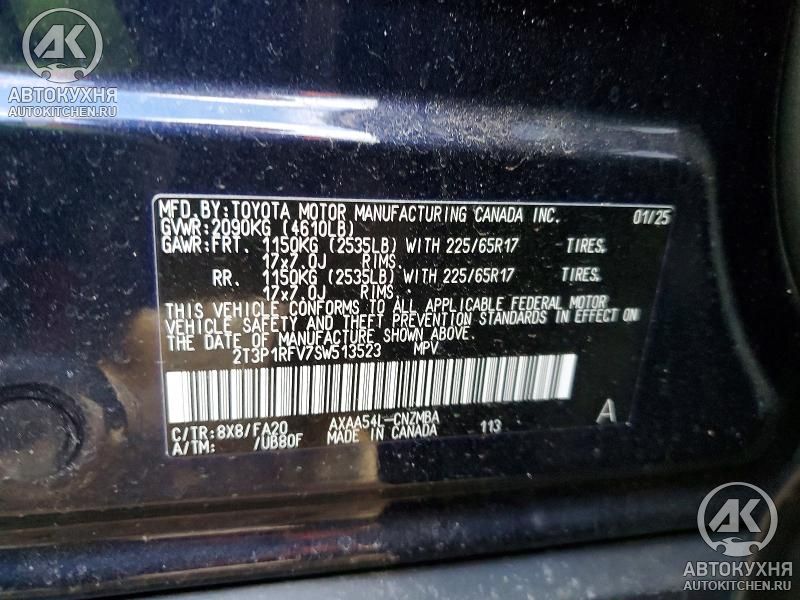 AK
АВТОКУХНЯ
AUTOKITCHEN.RU
MFD.BY:TOYOTA MOTOR MANUFACTURING CANADA INC. 01/25
GVWR:2090KG (4610LB)
GAWR:FRT. 1150KG (2535LB) WITH 225/65R17 TIRES,
17x7.0J RIMS
RR. 1150KG (2535LB) WITH 225/65R17 TIRES,
17x7.0J RIMS
THIS VEHICLE CONFORMS TO ALL APPLICABLE FEDERAL MOTOR
VEHICLE SAFETY AND THEFT PREVENTION STANDARDS IN EFFECT ON
THE DATE OF MANUFACTURE SHOWN ABOVE.
2T3P1RFV7SW513523 MPV
C/TR:8X8/FA20 AXAA54L-CNZMBA 113 A
A/TM: /UB80F MADE IN CANADA
AK
АВТОКУХНЯ
AUTOKITCHEN.RU